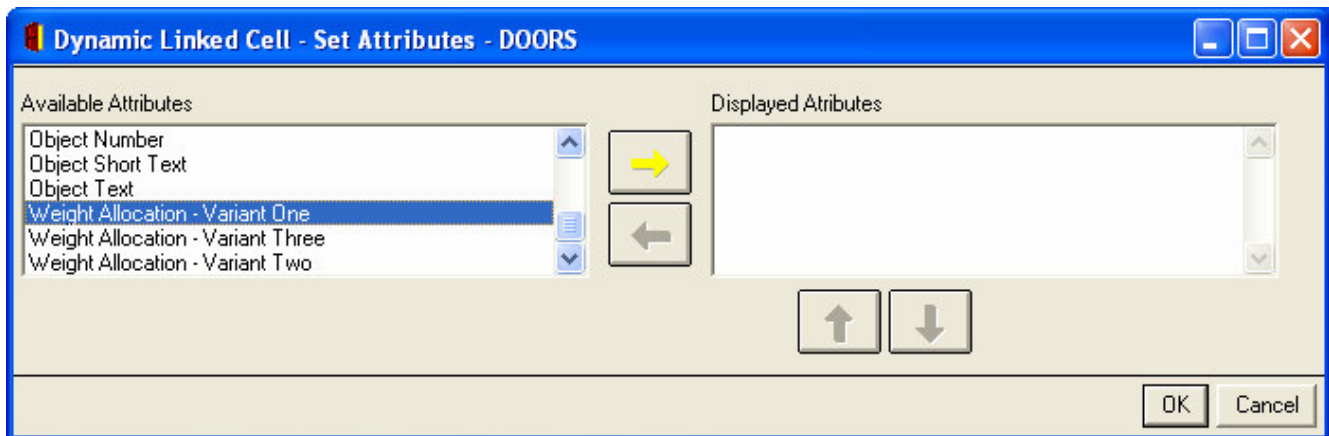 Dynamic Linked Cell - Set Attributes - DOORS
Available Attributes
Displayed Atributes
Object Number
Object Short Text
Object Text
Weight Allocation - Variant One
Weight Allocation - Variant Three
Weight Allocation - Variant Two
OK
Cancel